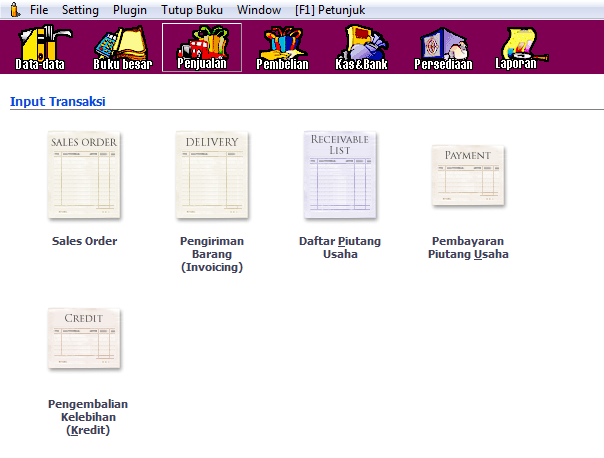 File Setting Plugin Tutup Buku Window [F1] Petunjuk
Data-data Buku besar Penjualan Pembelian Kas&Bank Persediaan Laporan
Input Transaksi
SALES ORDER
DELIVERY
RECEIVABLE
LIST
PAYMENT
Sales Order
Pengiriman
Barang
(Invoicing)
Daftar Piutang
Usaha
Pembayaran
Piutang Usaha
CREDIT
Pengembalian
Kelebihan
(Kredit)